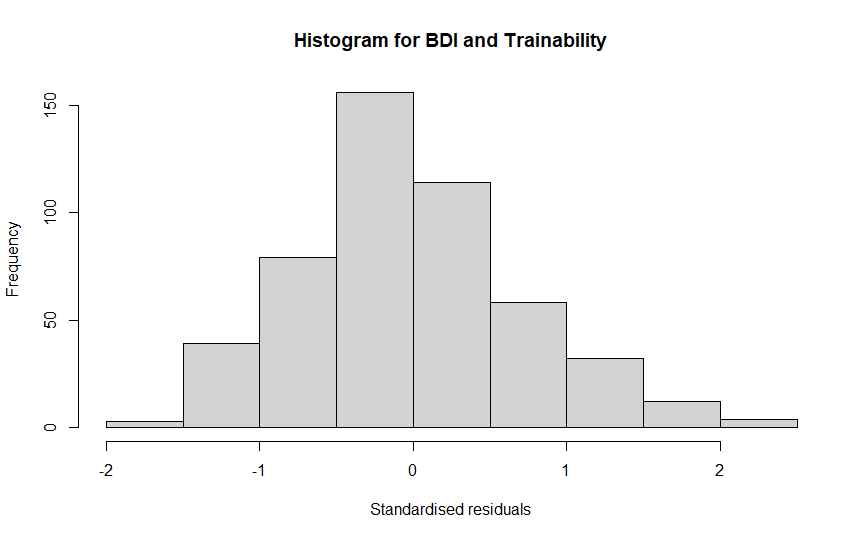 Histogram for BDI and Trainability
Frequency
150
100
50
0
-2 -1 0 1 2
Standardised residuals